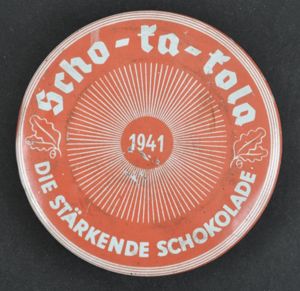 Scho-ka-kola
1941
DIE STÄRKENDE SCHOKOLADE